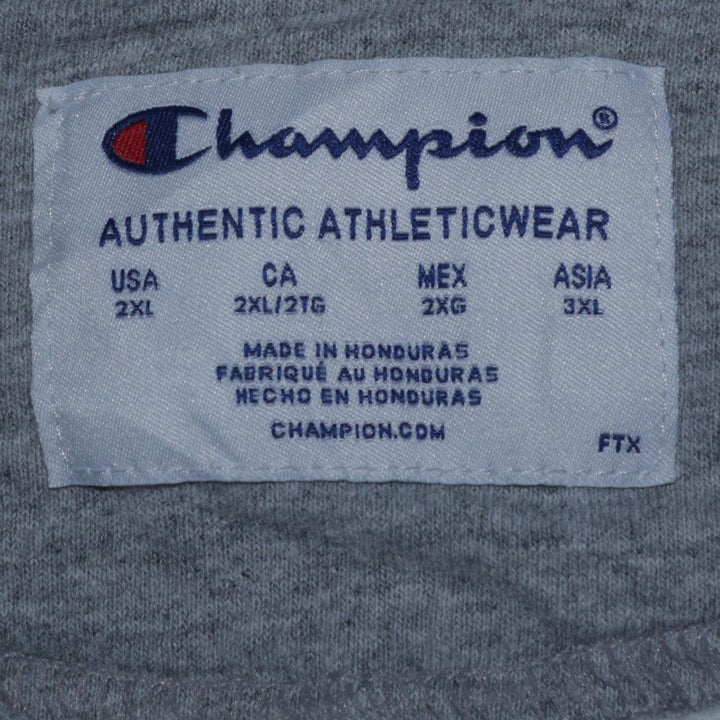 Champion®
AUTHENTIC ATHLETICWEAR
USA CA MEX ASIA
2XL 2XL/2TG 2XG 3XL
MADE IN HONDURAS
FABRIQUÉ AU HONDURAS
HECHO EN HONDURAS
CHAMPION.COM
FTX